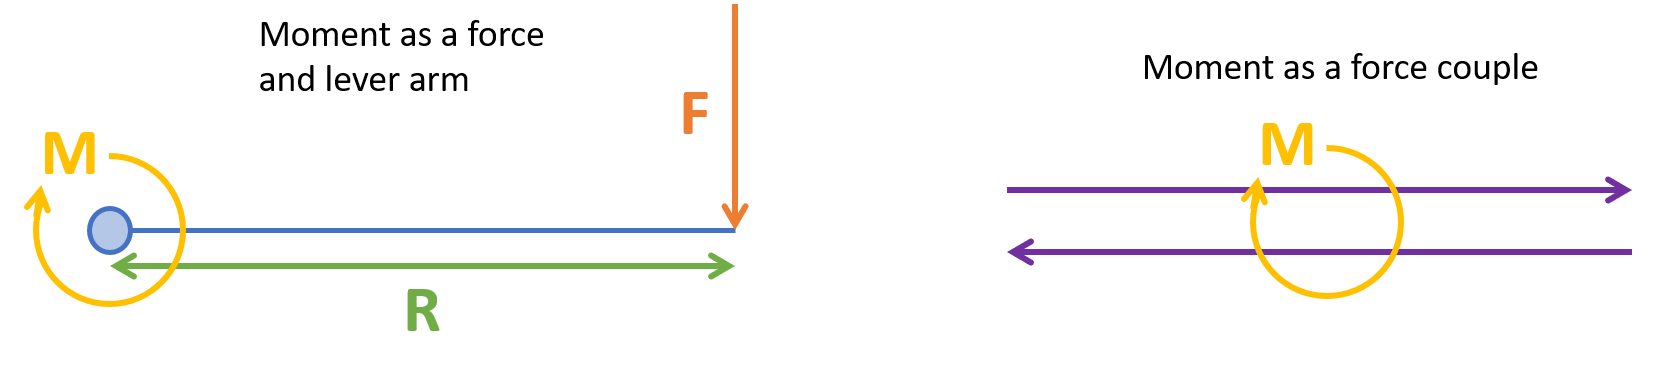 Moment as a force
and lever arm
F
M
R
Moment as a force couple
M